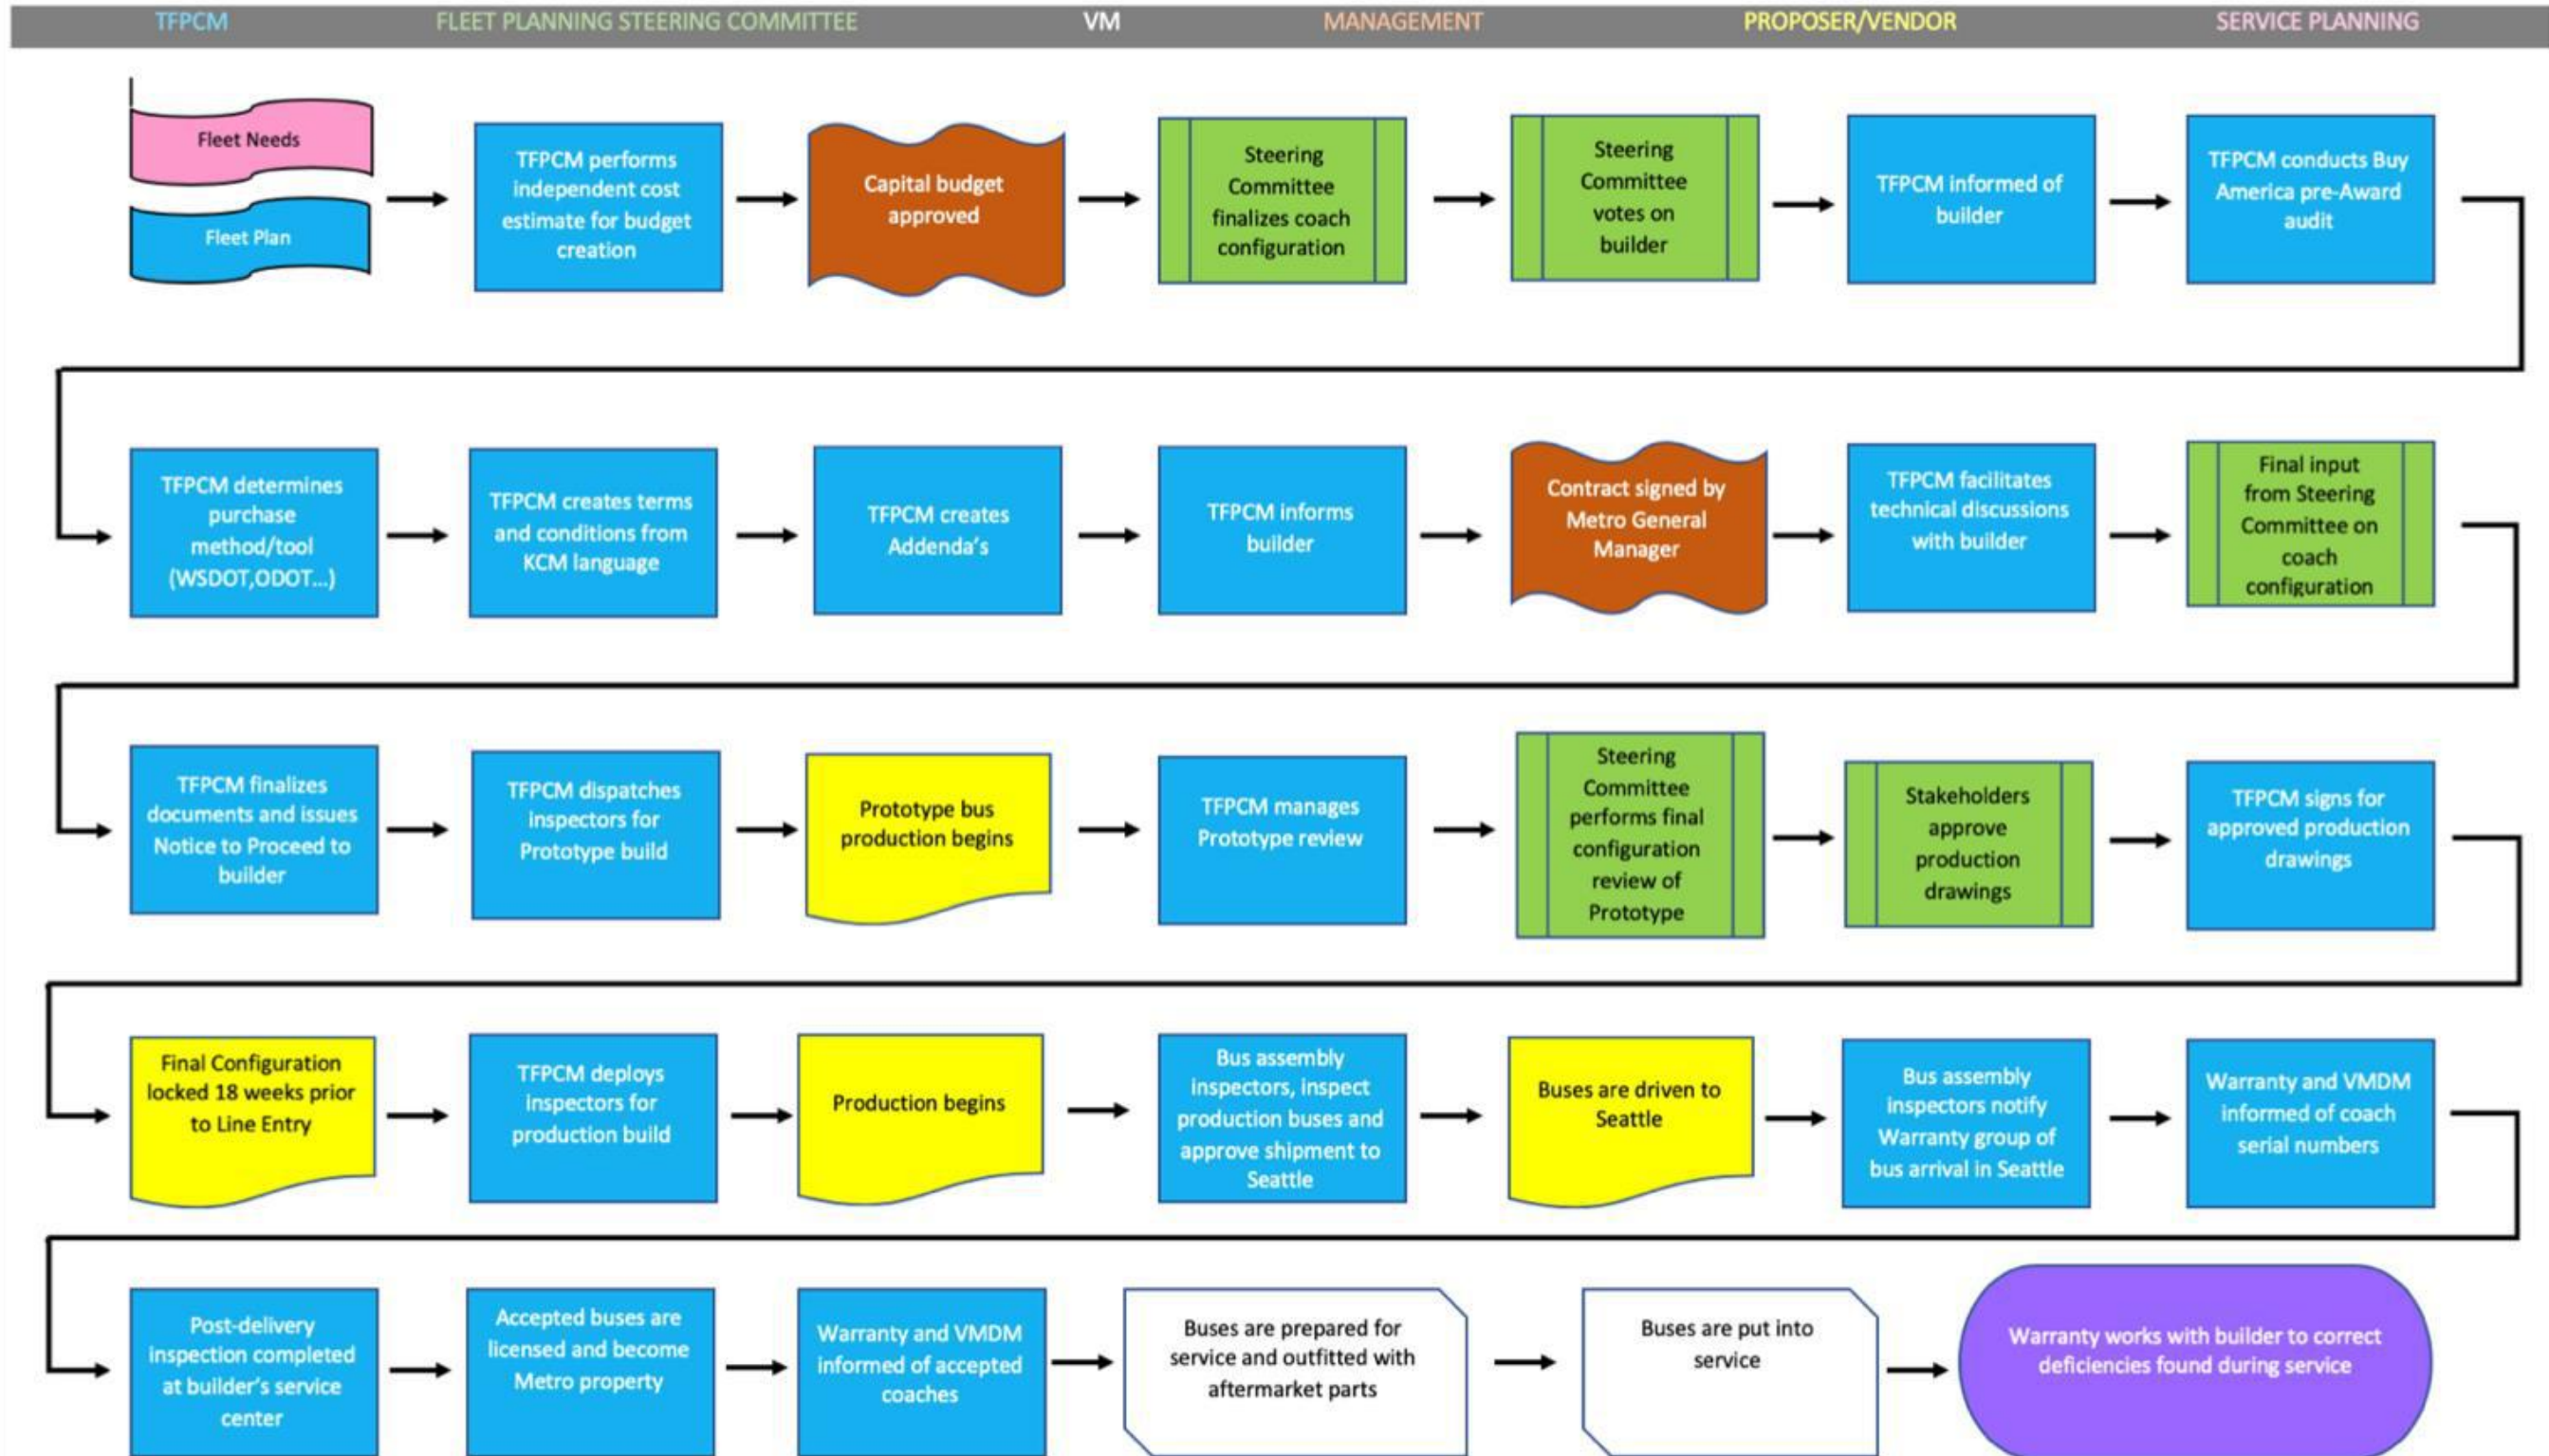 TFPCM FLEET PLANNING STEERING COMMITTEE VM MANAGEMENT PROPOSER/VENDOR SERVICE PLANNING
Fleet Needs
Fleet Plan
TFPCM performs
independent cost
estimate for budget
creation
Capital budget
approved
Steering
Committee
finalizes coach
configuration
Steering
Committee
votes on
builder
TFPCM informed of
builder
TFPCM conducts Buy
America pre-Award
audit
TFPCM determines
purchase
method/tool
(WSDOT,ODOT...)
TFPCM creates terms
and conditions from
KCM language
TFPCM creates
Addenda's
TFPCM informs
builder
Contract signed by
Metro General
Manager
TFPCM facilitates
technical discussions
with builder
Final input
from Steering
Committee on
coach
configuration
TFPCM finalizes
documents and issues
Notice to Proceed to
builder
TFPCM dispatches
inspectors for
Prototype build
Prototype bus
production begins
TFPCM manages
Prototype review
Steering
Committee
performs final
configuration
review of
Prototype
Stakeholders
approve
production
drawings
TFPCM signs for
approved production
drawings
Final Configuration
locked 18 weeks prior
to Line Entry
TFPCM deploys
inspectors for
production build
Production begins
Bus assembly
inspectors, inspect
production buses and
approve shipment to
Seattle
Buses are driven to
Seattle
Bus assembly
inspectors notify
Warranty group of
bus arrival in Seattle
Warranty and VMDM
informed of coach
serial numbers
Post-delivery
inspection completed
at builder's service
center
Accepted buses are
licensed and become
Metro property
Warranty and VMDM
informed of accepted
coaches
Buses are prepared for
service and outfitted with
aftermarket parts
Buses are put into
service
Warranty works with builder to correct
deficiencies found during service